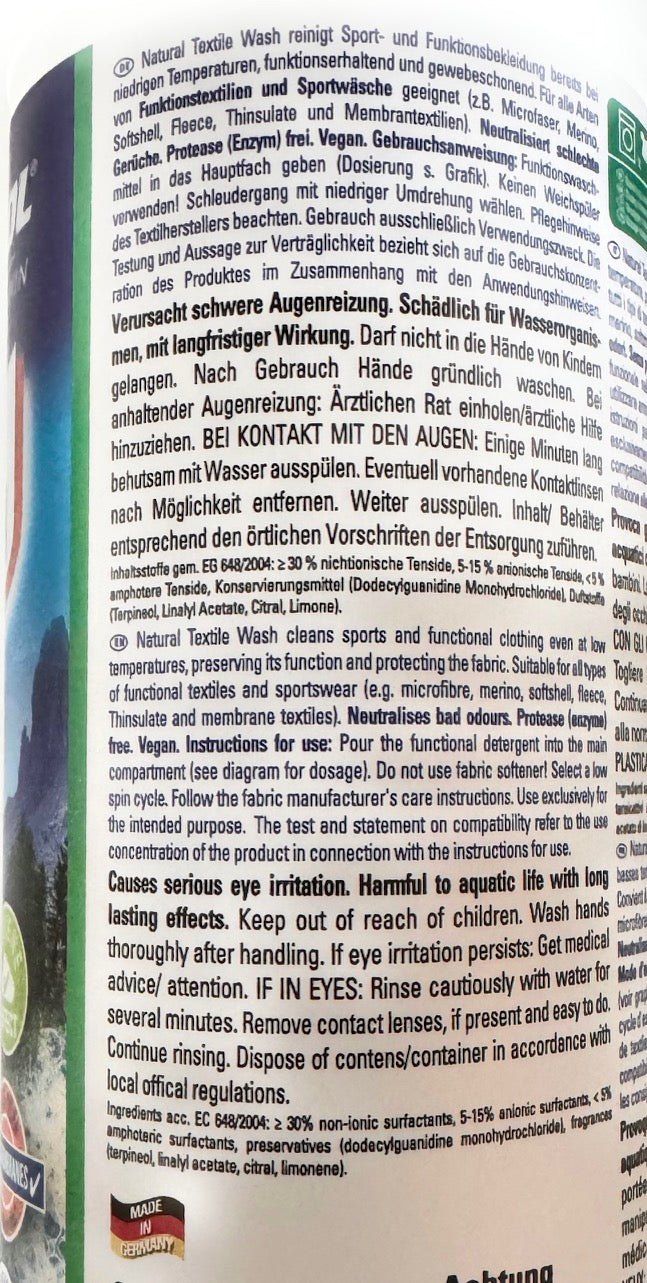 DE Natural Textile Wash reinigt Sport- und Funktionsbekleidung bereits bei
niedrigen Temperaturen, funktionserhaltend und gewebeschonend. Für alle Arten
von Funktionstextilien und Sportwäsche geeignet (z.B. Microfaser, Merino,
Softshell, Fleece, Thinsulate und Membrantextilien). Neutralisiert schlechte
Gerüche. Protease (Enzym) frei. Vegan. Gebrauchsanweisung: Funktionswasch-
mittel in das Hauptfach geben (Dosierung s. Grafik). Keinen Weichspüler
verwenden! Schleudergang mit niedriger Umdrehung wählen. Pflegehinweise
des Textilherstellers beachten. Gebrauch ausschließlich Verwendungszweck. Die
Testung und Aussage zur Verträglichkeit bezieht sich auf die Gebrauchskonzent-
ration des Produktes im Zusammenhang mit den Anwendungshinweisen.
Verursacht schwere Augenreizung. Schädlich für Wasserorganis-
men, mit langfristiger Wirkung. Darf nicht in die Hände von Kindern
gelangen. Nach Gebrauch Hände gründlich waschen. Bei
anhaltender Augenreizung: Ärztlichen Rat einholen/ärztliche Hilfe
hinzuziehen. BEI KONTAKT MIT DEN AUGEN: Einige Minuten lang
behutsam mit Wasser ausspülen. Eventuell vorhandene Kontaktlinsen
nach Möglichkeit entfernen. Weiter ausspülen. Inhalt/ Behälter
entsprechend den örtlichen Vorschriften der Entsorgung zuführen.
Inhaltsstoffe gem. EG 648/2004: ≥ 30 % nichtionische Tenside, 5-15 % anionische Tenside, < 5 %
amphotere Tenside, Konservierungsmittel (Dodecylguanidine Monohydrochloride), Duftstoffe
(Terpineol, Linalyl Acetate, Citral, Limone).
EN Natural Textile Wash cleans sports and functional clothing even at low
temperatures, preserving its function and protecting the fabric. Suitable for all types
of functional textiles and sportswear (e.g. microfibre, merino, softshell, fleece,
Thinsulate and membrane textiles). Neutralises bad odours. Protease (enzyme)
free. Vegan. Instructions for use: Pour the functional detergent into the main
compartment (see diagram for dosage). Do not use fabric softener! Select a low
spin cycle. Follow the fabric manufacturer's care instructions. Use exclusively for
the intended purpose. The test and statement on compatibility refer to the use
concentration of the product in connection with the instructions for use.
Causes serious eye irritation. Harmful to aquatic life with long
lasting effects. Keep out of reach of children. Wash hands
thoroughly after handling. If eye irritation persists: Get medical
advice/ attention. IF IN EYES: Rinse cautiously with water for
several minutes. Remove contact lenses, if present and easy to do.
Continue rinsing. Dispose of contens/container in accordance with
local offical regulations.
Ingredients acc. EC 648/2004: ≥ 30% non-ionic surfactants, 5-15% anionic surfactants, < 5%
amphoteric surfactants, preservatives (dodecylguanidine monohydrochloride), fragrances
(terpineol, linalyl acetate, citral, limonene).
MADE
IN
GERMANY
Achtung